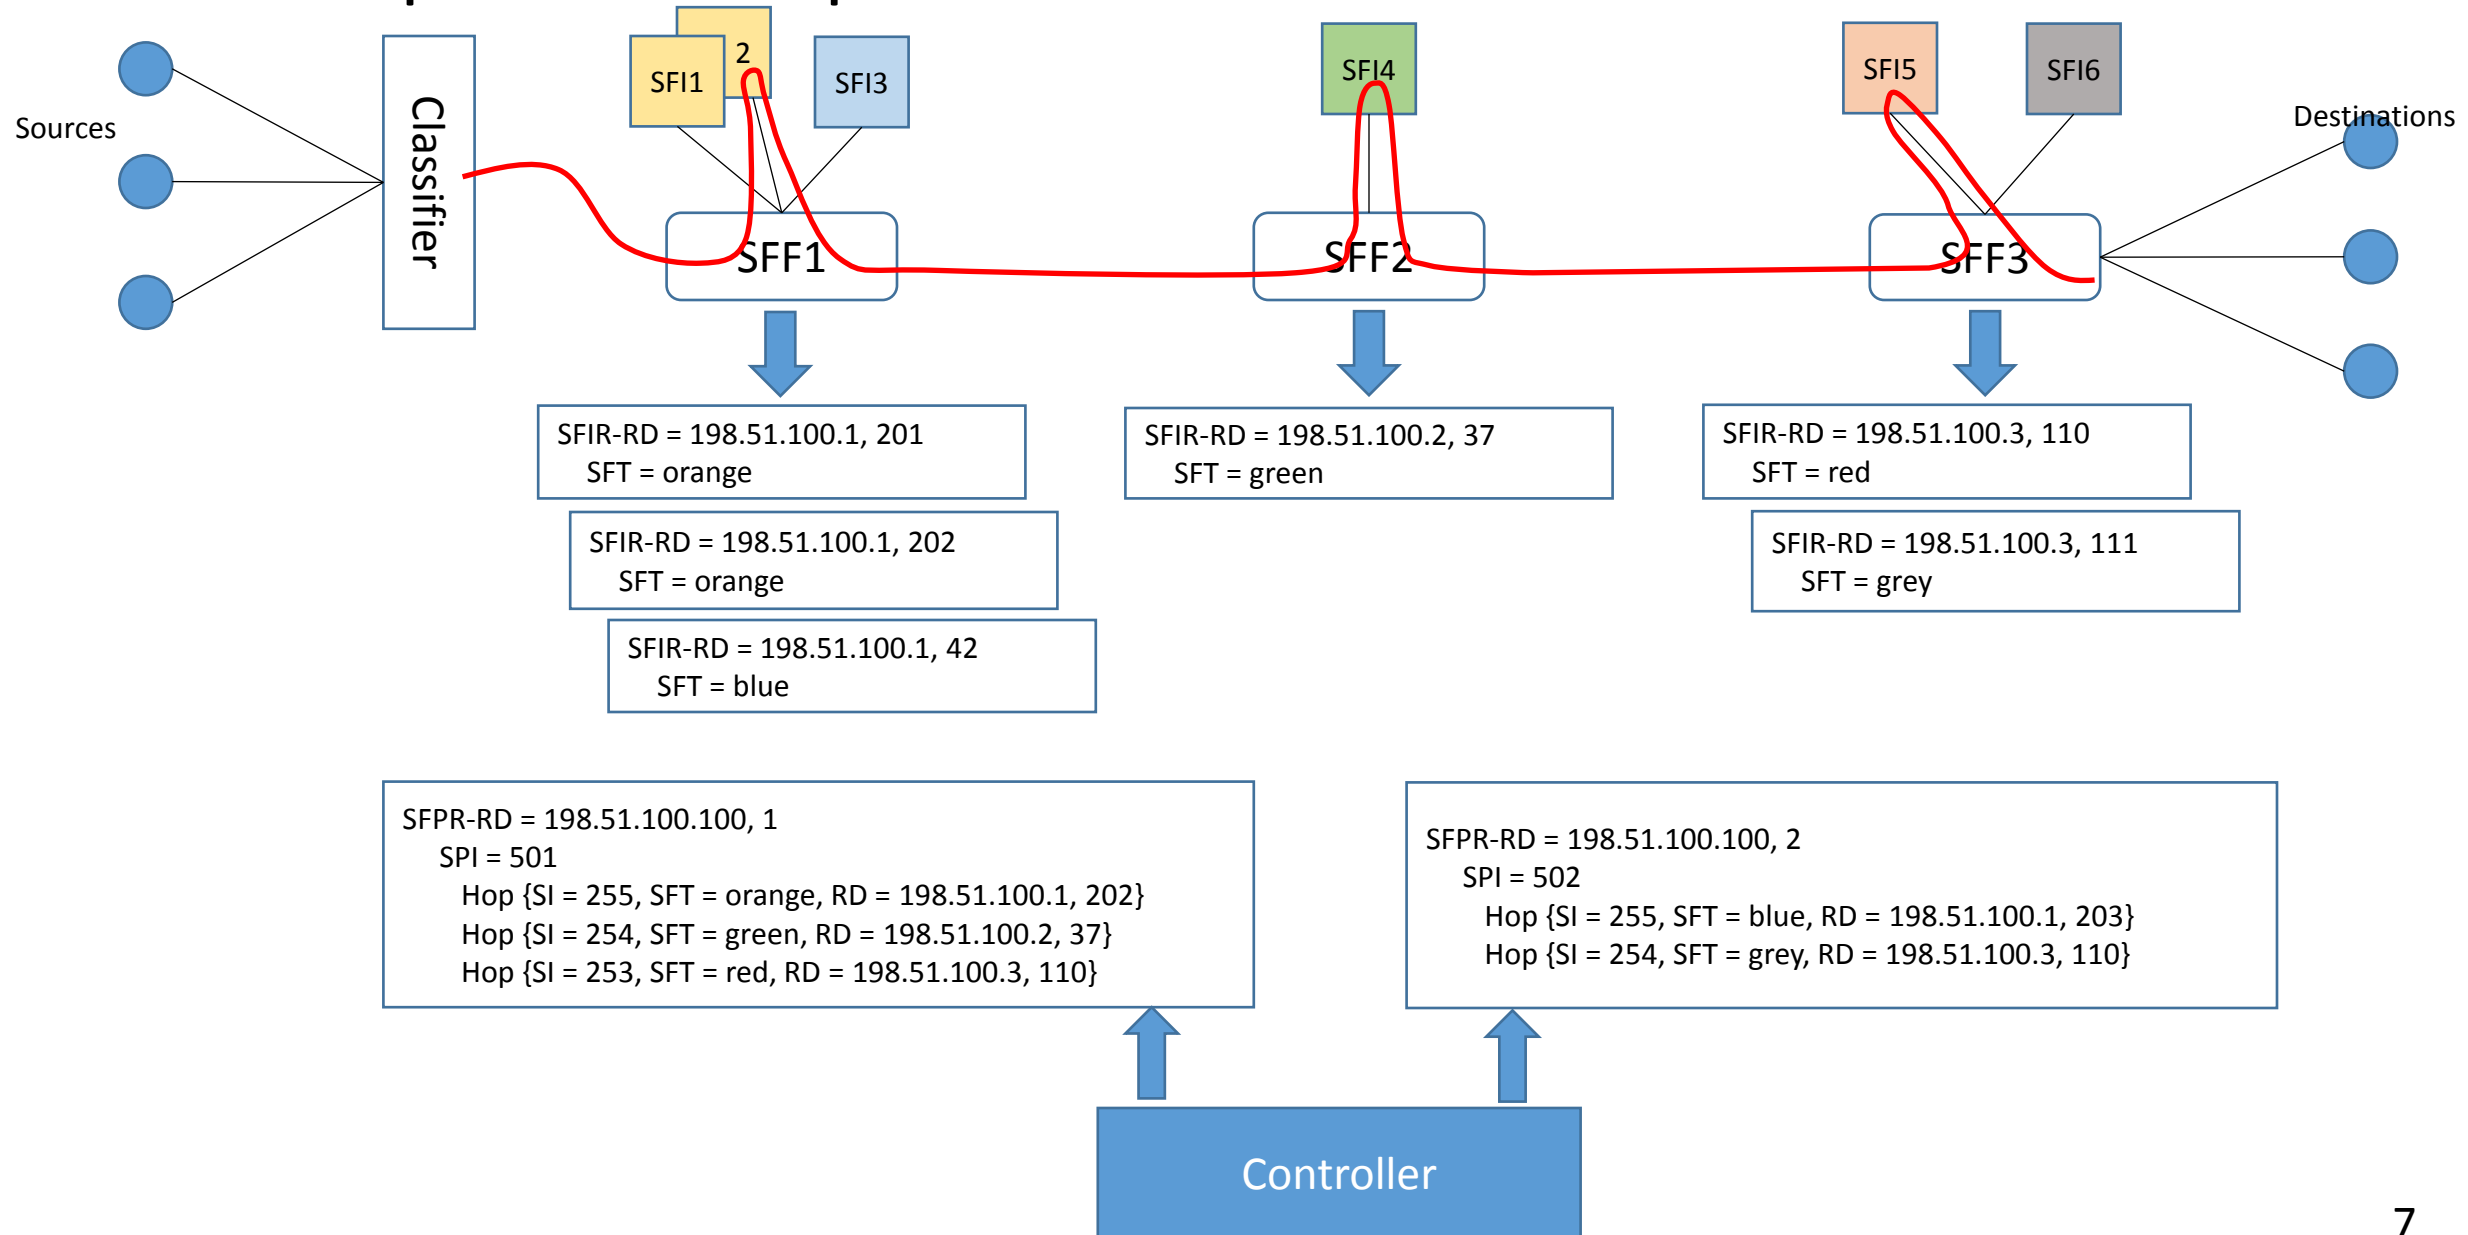 Sources
Classifier
SFI1
2
SFI3
SFI4
SFI5
SFI6
Destinations
SFF1
SFF2
SFF3
SFIR-RD = 198.51.100.1, 201
SFT = orange
SFIR-RD = 198.51.100.1, 202
SFT = orange
SFIR-RD = 198.51.100.1, 42
SFT = blue
SFIR-RD = 198.51.100.2, 37
SFT = green
SFIR-RD = 198.51.100.3, 110
SFT = red
SFIR-RD = 198.51.100.3, 111
SFT = grey
SFPR-RD = 198.51.100.100, 1
SPI = 501
Hop {SI = 255, SFT = orange, RD = 198.51.100.1, 202}
Hop {SI = 254, SFT = green, RD = 198.51.100.2, 37}
Hop {SI = 253, SFT = red, RD = 198.51.100.3, 110}
SFPR-RD = 198.51.100.100, 2
SPI = 502
Hop {SI = 255, SFT = blue, RD = 198.51.100.1, 203}
Hop {SI = 254, SFT = grey, RD = 198.51.100.3, 110}
Controller
7